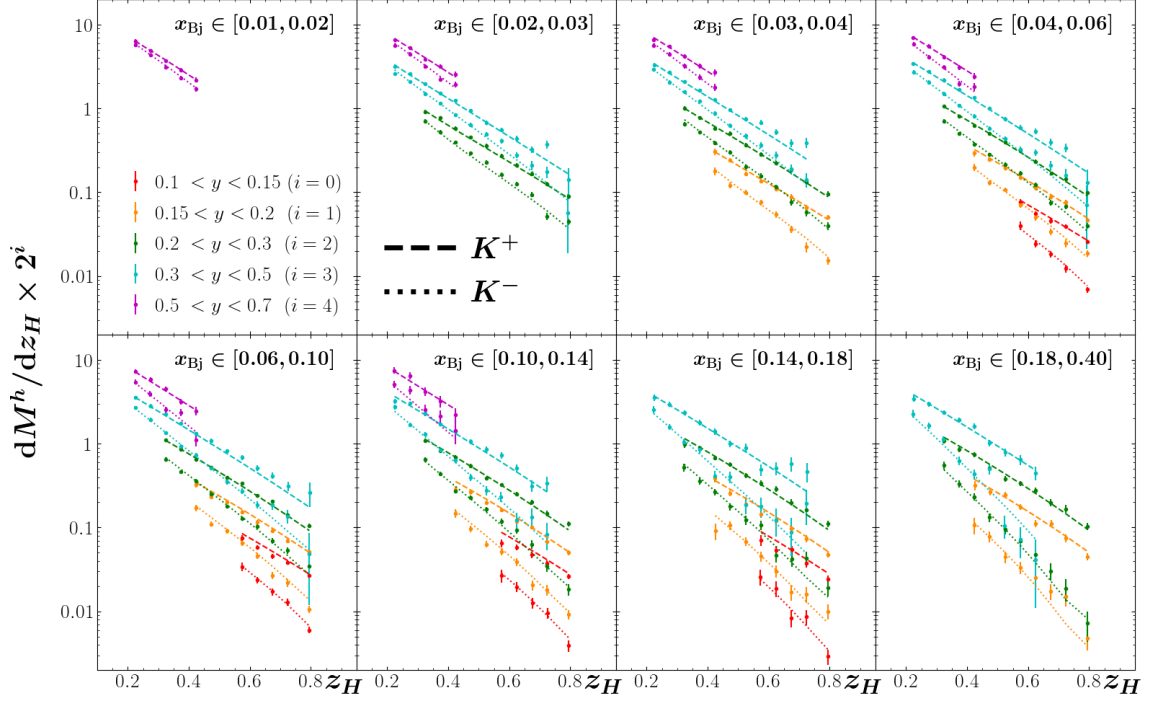 10
1
0.1
0.01
x_Bj ∈ [0.01, 0.02]
x_Bj ∈ [0.02, 0.03]
x_Bj ∈ [0.03, 0.04]
x_Bj ∈ [0.04, 0.06]
0.1 < y < 0.15 (i = 0)
0.15 < y < 0.2 (i = 1)
0.2 < y < 0.3 (i = 2)
0.3 < y < 0.5 (i = 3)
0.5 < y < 0.7 (i = 4)
K^+
K^−
dM^h/dz_H × 2^i
10
1
0.1
0.01
x_Bj ∈ [0.06, 0.10]
x_Bj ∈ [0.10, 0.14]
x_Bj ∈ [0.14, 0.18]
x_Bj ∈ [0.18, 0.40]
0.2 0.4 0.6 0.8 z_H
0.2 0.4 0.6 0.8 z_H
0.2 0.4 0.6 0.8 z_H
0.2 0.4 0.6 0.8 z_H